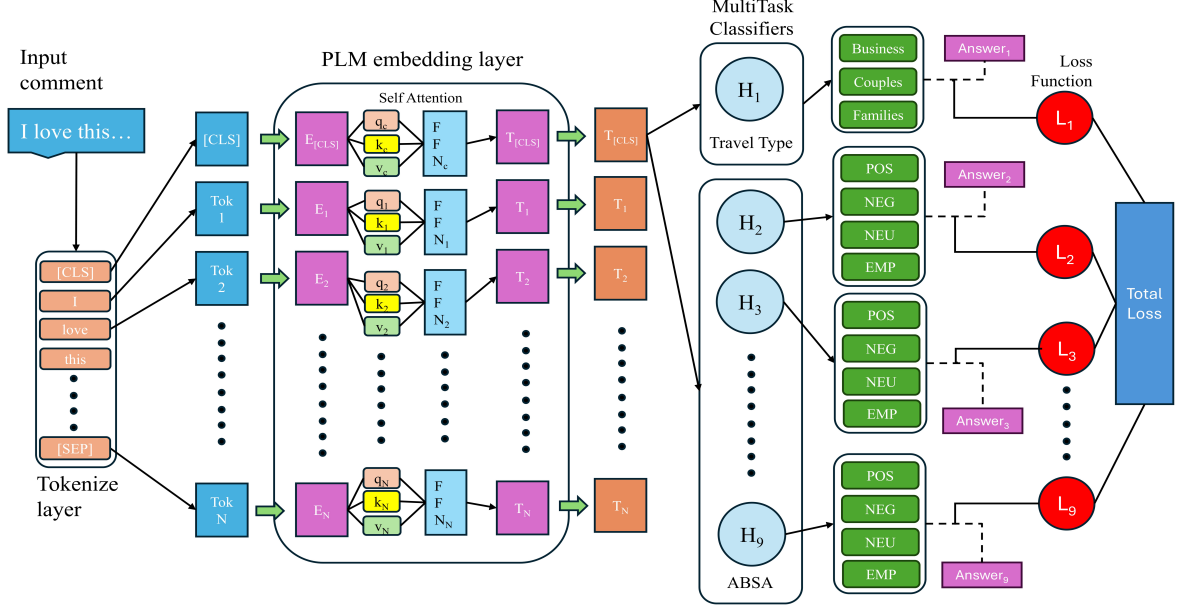 Input
comment
I love this...
[CLS]
I
love
this
[SEP]
Tokenize
layer
[CLS]
Tok
1
Tok
2
Tok
N
PLM embedding layer
Self Attention
E[CLS]
qc
kc
vc
F
F
Nc
T[CLS]
E1
q1
k1
v1
F
F
N1
T1
E2
q2
k2
v2
F
F
N2
T2
EN
qN
kN
vN
F
F
NN
TN
T[CLS]
T1
T2
TN
MultiTask
Classifiers
H1
Travel Type
H2
H3
H9
ABSA
Business
Couples
Families
Answer1
POS
NEG
NEU
EMP
Answer2
POS
NEG
NEU
EMP
Answer3
POS
NEG
NEU
EMP
Answer9
Loss
Function
L1
L2
L3
L9
Total
Loss